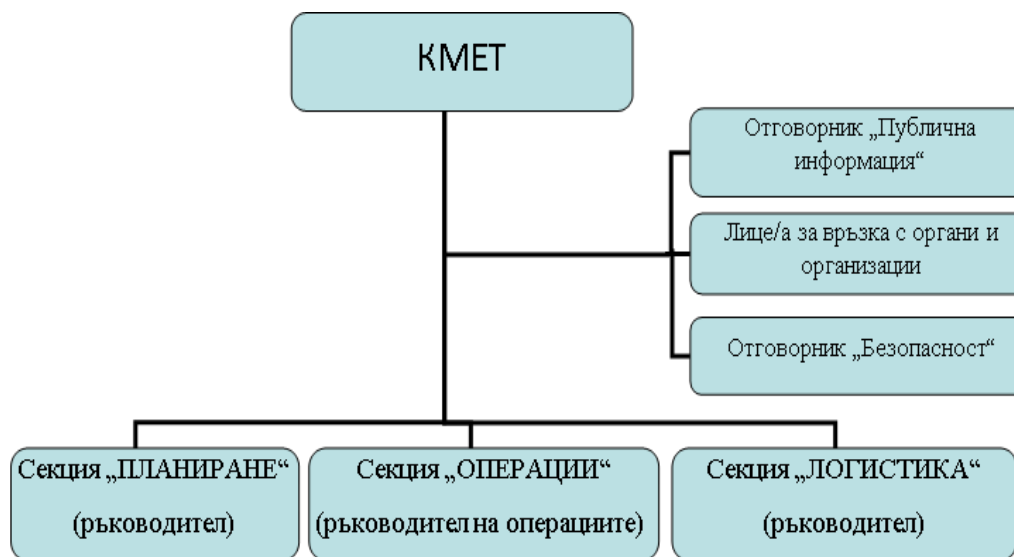 КМЕТ
Отговорник „Публична
информация“
Лице/а за връзка с органи и
организации
Отговорник „Безопасност“
Секция „ПЛАНИРАНЕ“
(ръководител)
Секция „ОПЕРАЦИИ“
(ръководител на операциите)
Секция „ЛОГИСТИКА“
(ръководител)